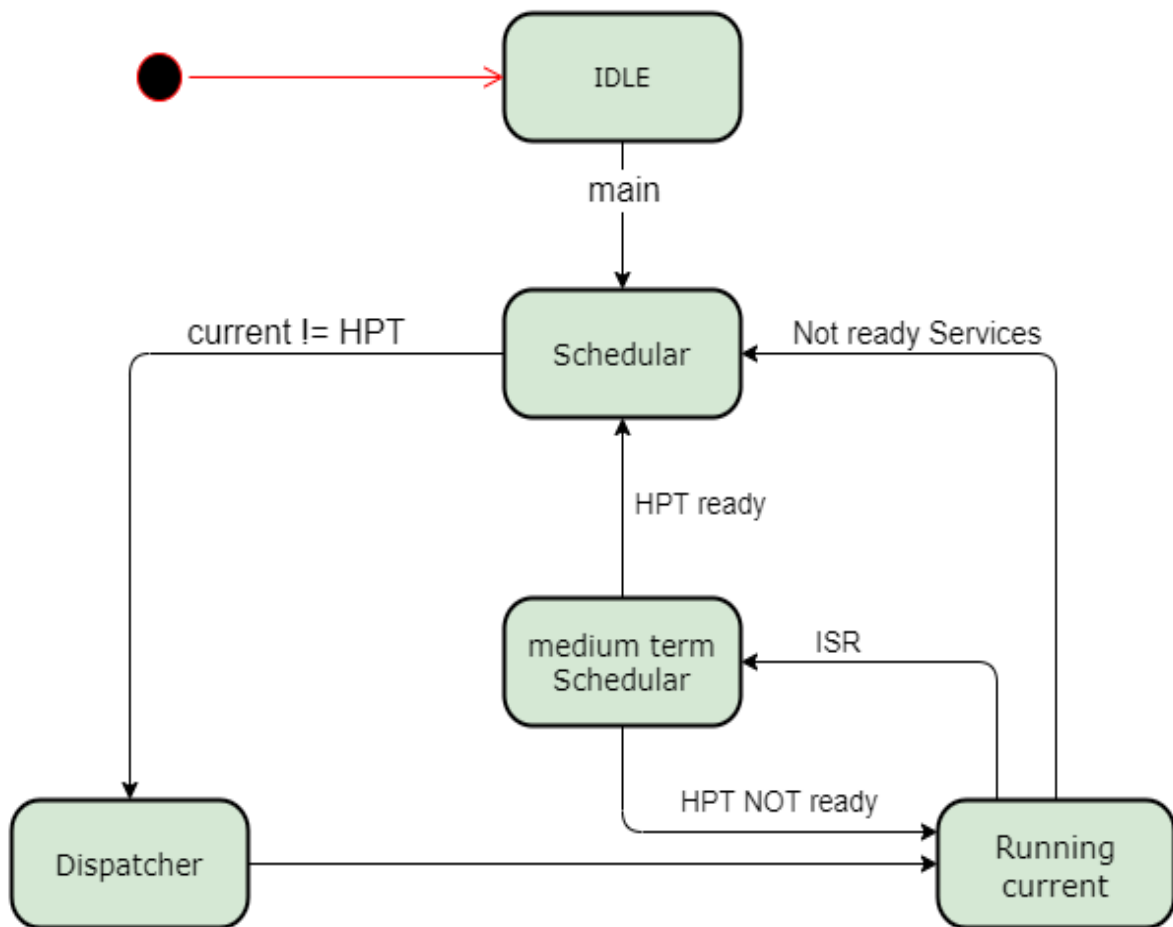 IDLE
main
current != HPT
Schedular
Not ready Services
HPT ready
medium term
Schedular
ISR
HPT NOT ready
Dispatcher
Running
current